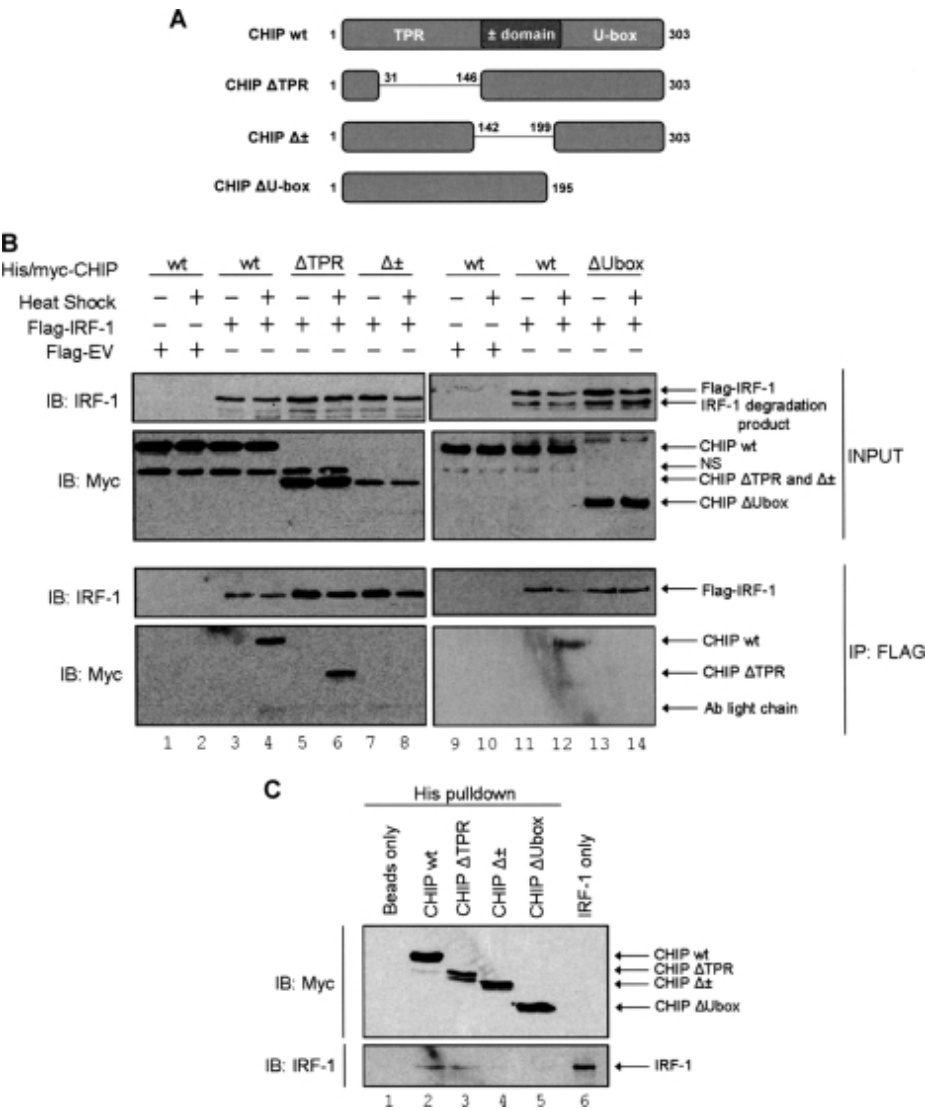 A
CHIP wt 1 TPR ± domain U-box 303
CHIP ΔTPR 1 31 146 303
CHIP Δ± 1 142 199 303
CHIP ΔU-box 1 195
B
His/myc-CHIP wt wt ΔTPR Δ± wt wt ΔUbox
Heat Shock – + – + – + – + – + – + – +
Flag-IRF-1 – – + + + + + + – – + + + +
Flag-EV + + – – – – – – + + – – – –
IB: IRF-1
Flag-IRF-1
IRF-1 degradation
product
IB: Myc
CHIP wt
NS
CHIP ΔTPR and Δ±
CHIP ΔUbox
INPUT
IB: IRF-1
Flag-IRF-1
IB: Myc
CHIP wt
CHIP ΔTPR
Ab light chain
IP: FLAG
1 2 3 4 5 6 7 8 9 10 11 12 13 14
C
His pulldown
Beads only
CHIP wt
CHIP ΔTPR
CHIP Δ±
CHIP ΔUbox
IRF-1 only
IB: Myc
CHIP wt
CHIP ΔTPR
CHIP Δ±
CHIP ΔUbox
IB: IRF-1
IRF-1
1 2 3 4 5 6